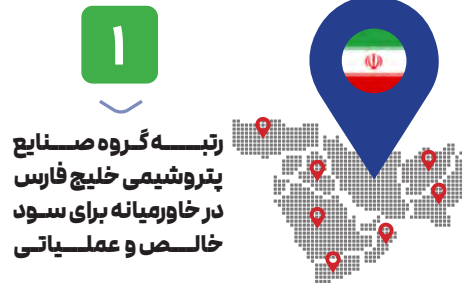 ۱
رتبه گروه صنایع
پتروشیمی خلیج فارس
در خاورمیانه برای سود
خالص و عملیاتی